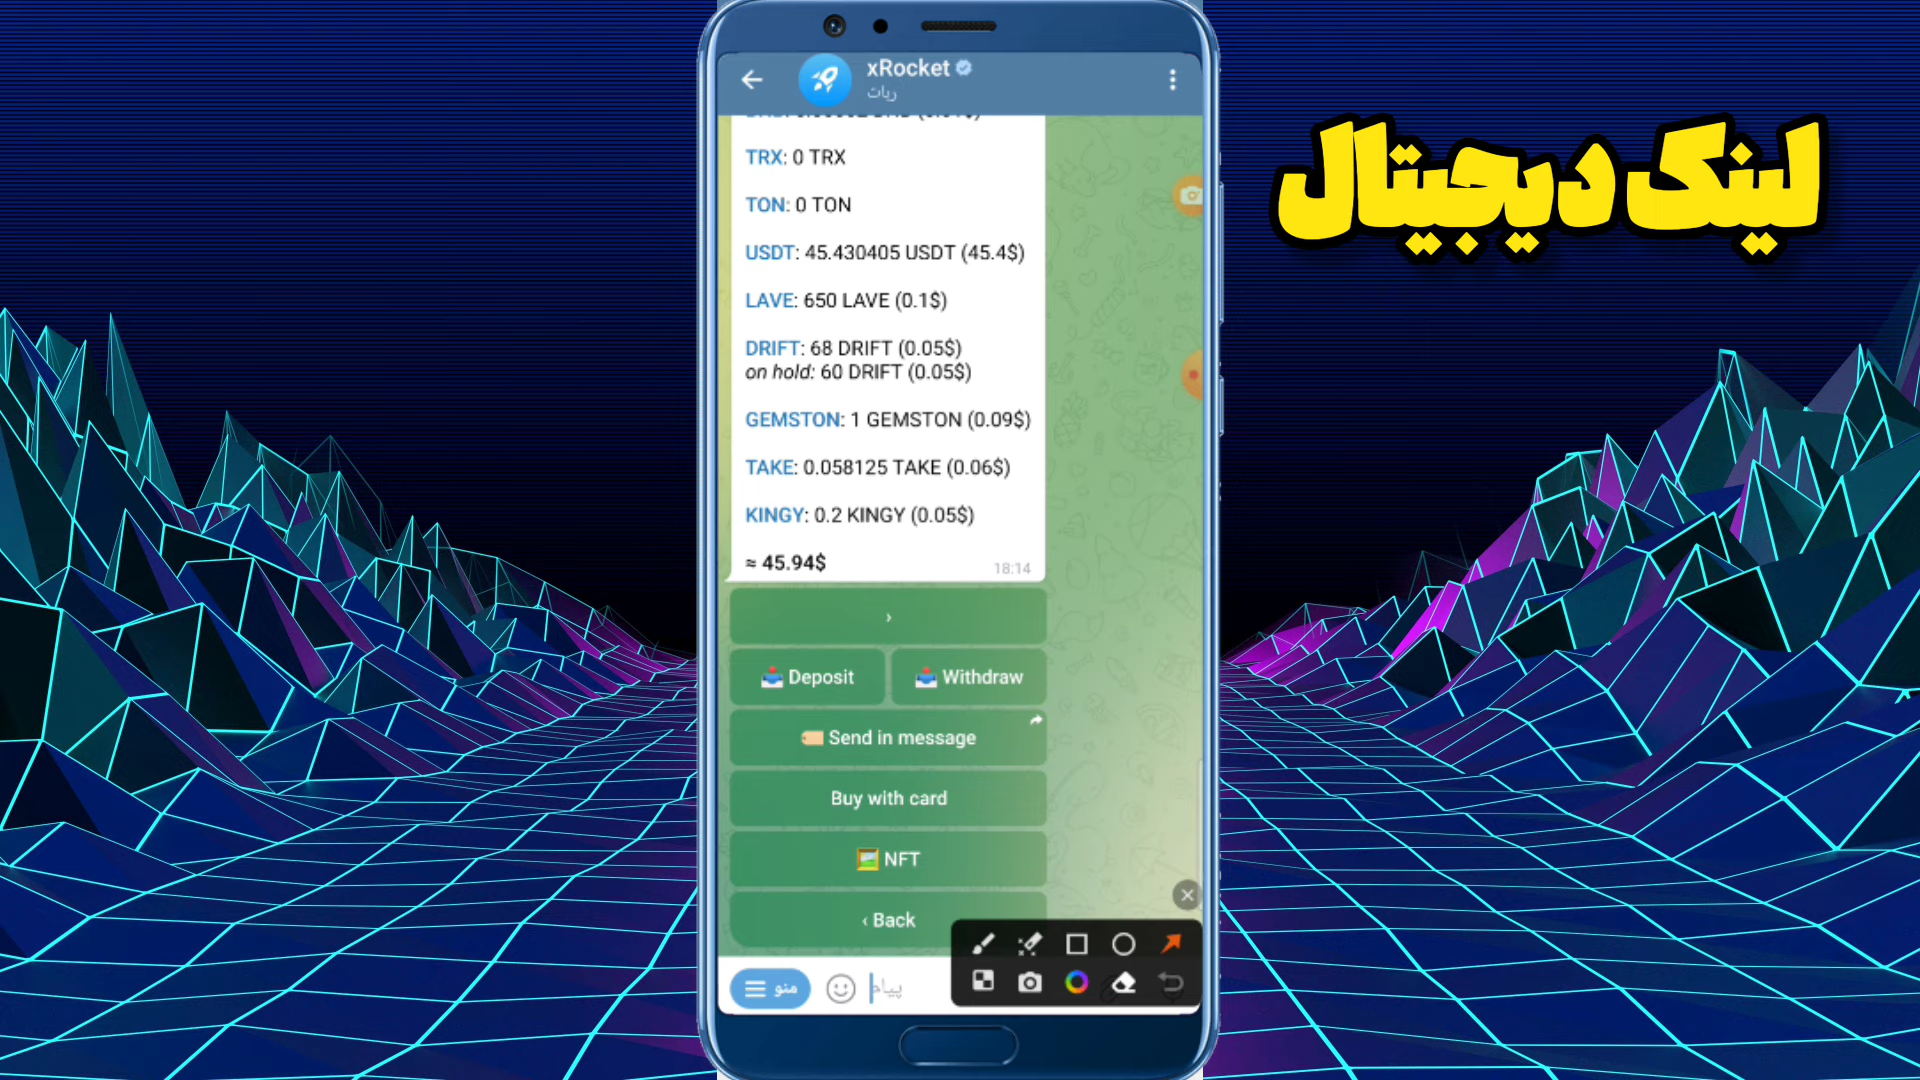 xRocket
ربات
لینک دیجیتال
TRX: 0 TRX
TON: 0 TON
USDT: 45.430405 USDT (45.4$)
LAVE: 650 LAVE (0.1$)
DRIFT: 68 DRIFT (0.05$)
on hold: 60 DRIFT (0.05$)
GEMSTON: 1 GEMSTON (0.09$)
TAKE: 0.058125 TAKE (0.06$)
KINGY: 0.2 KINGY (0.05$)
≈ 45.94$
18:14
›
Deposit
Withdraw
Send in message
Buy with card
NFT
‹ Back
منو
پیام